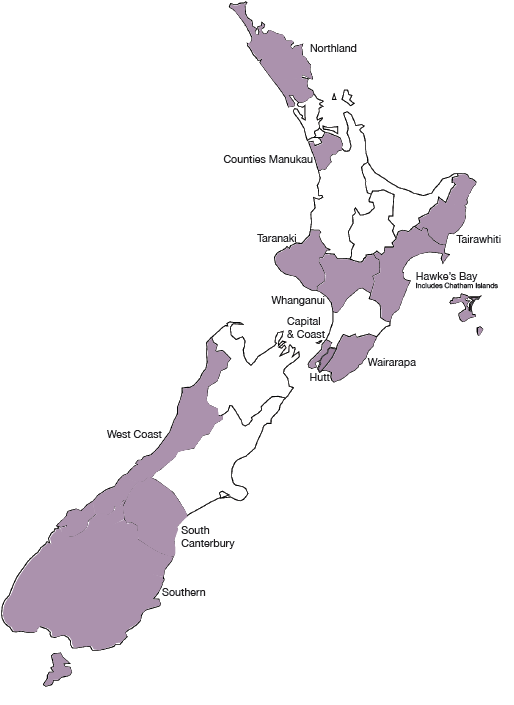 Northland
Counties Manukau
Taranaki
Tairawhiti
Hawke's Bay
Includes Chatham Islands
Whanganui
Capital
& Coast
Wairarapa
Hutt
West Coast
South
Canterbury
Southern